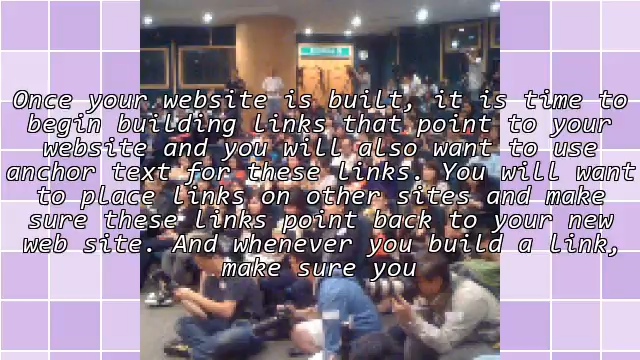 Once your website is built, it is time to
begin building links that point to your
website and you will also want to use
anchor text for these links. You will want
to place links on other sites and make
sure these links point back to your new
web site. And whenever you build a link,
make sure you